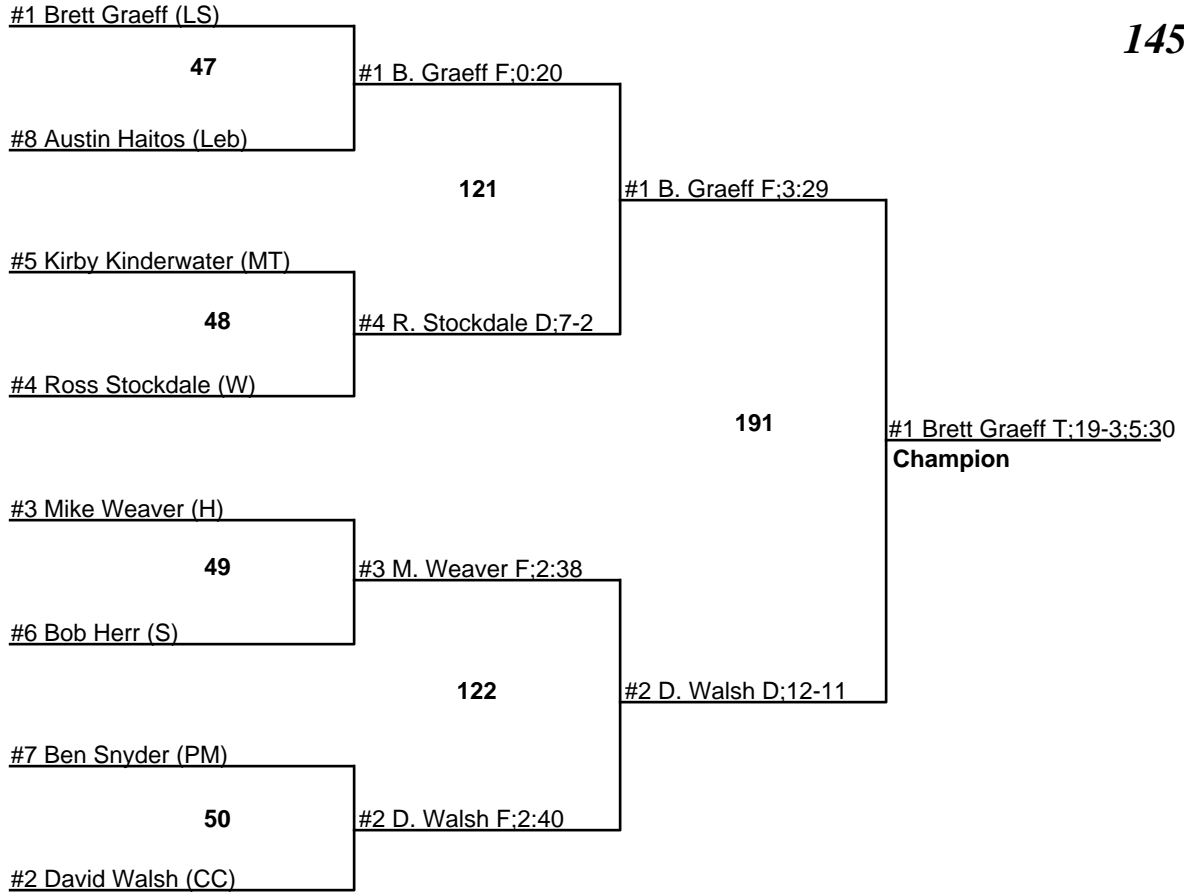 #1 Brett Graeff (LS)
145
47
#1 B. Graeff F;0:20
#8 Austin Haitos (Leb)
121
#1 B. Graeff F;3:29
#5 Kirby Kinderwater (MT)
48
#4 R. Stockdale D;7-2
#4 Ross Stockdale (W)
191
#1 Brett Graeff T;19-3;5:30
Champion
#3 Mike Weaver (H)
49
#3 M. Weaver F;2:38
#6 Bob Herr (S)
122
#2 D. Walsh D;12-11
#7 Ben Snyder (PM)
50
#2 D. Walsh F;2:40
#2 David Walsh (CC)